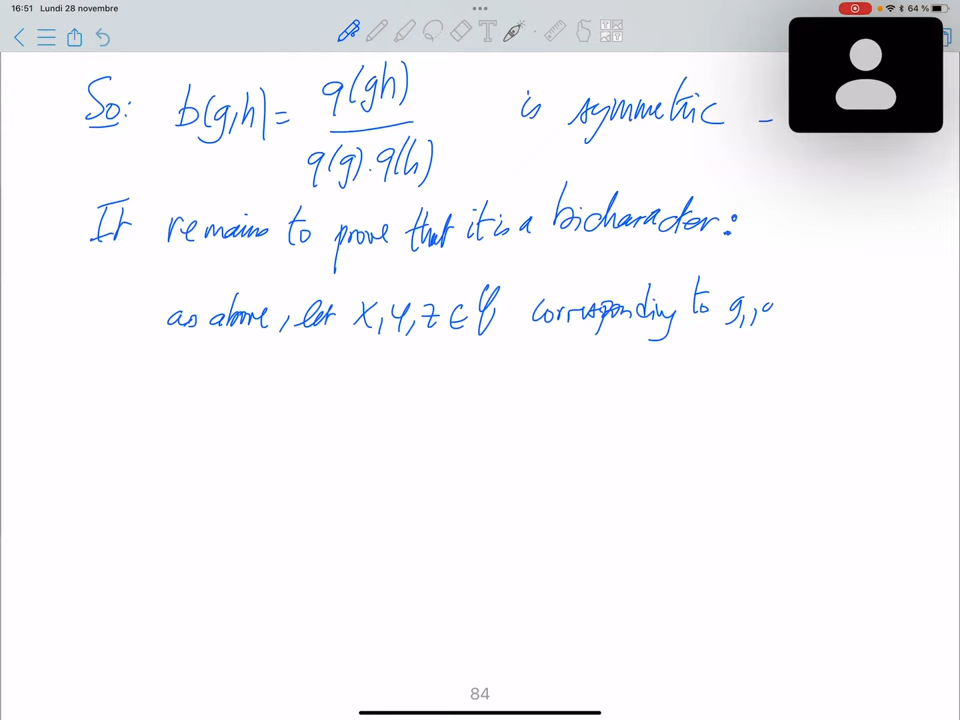 16:51 Lundi 28 novembre
64 %
So: b(g,h) = q(gh) / q(g).q(h) is symmetric -
It remains to prove that it is a bicharacter:
as above, let X, Y, Z ∈ 𝒞 corresponding to g,,
84